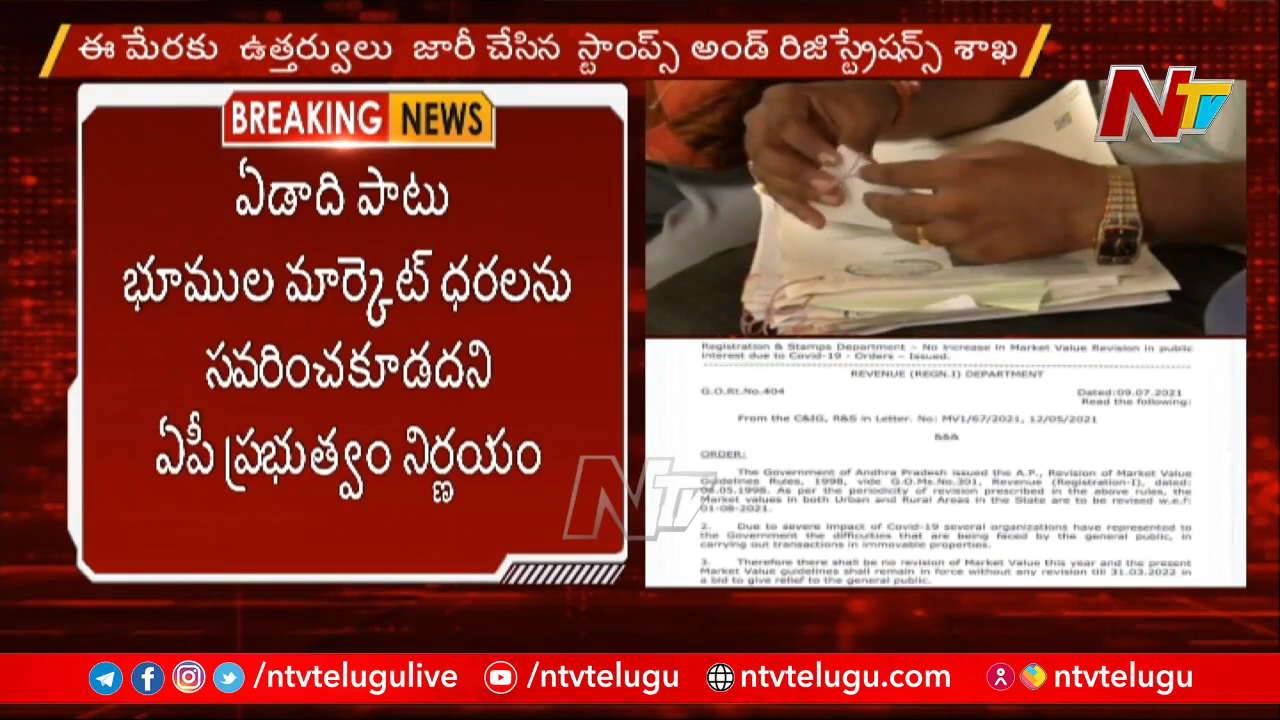 ఈ మేరకు ఉత్తర్వులు జారీ చేసిన స్టాంప్స్ అండ్ రిజిస్ట్రేషన్స్ శాఖ
NTV
BREAKING NEWS
ఏడాది పాటు
భూముల మార్కెట్ ధరలను
సవరించకూడదని
ఏపీ ప్రభుత్వం నిర్ణయం
Registration & Stamps Department – No increase in Market Value Revision in public
interest due to Covid-19 – Orders – Issued.
REVENUE (REGN.I) DEPARTMENT
G.O.Rt.No.404
Dated:09.07.2021
Read the following:
From the C&IG, R&S in Letter. No: MV1/67/2021, 12/05/2021
&&&
ORDER:
The Government of Andhra Pradesh issued the A.P., Revision of Market Value
Guidelines Rules, 1998, vide G.O.Ms.No.301, Revenue (Registration-I), dated:
08.05.1998. As per the periodicity of revision prescribed in the above rules, the
Market values in both Urban and Rural Areas in the State are to be revised w.e.f:
01-08-2021.
2. Due to severe impact of Covid-19 several organizations have represented to
the Government the difficulties that are being faced by the general public, in
carrying out transactions in immovable properties.
3. Therefore there shall be no revision of Market Value this year and the present
Market Value guidelines shall remain in force without any revision till 31.03.2022 in
a bid to give relief to the general public.
NTV
/ntvtelugulive /ntvtelugu ntvtelugu.com ntvtelugu